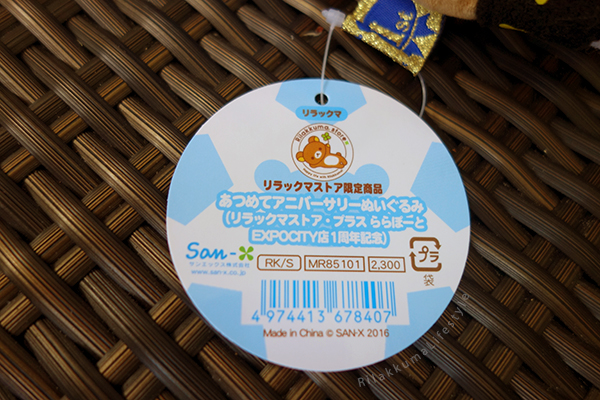 リラックマ
Rilakkuma store
リラックマストア限定商品
あつめてアニバーサリーぬいぐるみ
(リラックマストア・プラス ららぽーと
EXPOCITY店1周年記念)
San-X
サンエックス株式会社
www.san-x.co.jp
RK/S
MR85101
2,300
プラ
袋
4 974413 678407
Made in China © SAN-X 2016
RilakkumaLifestyle